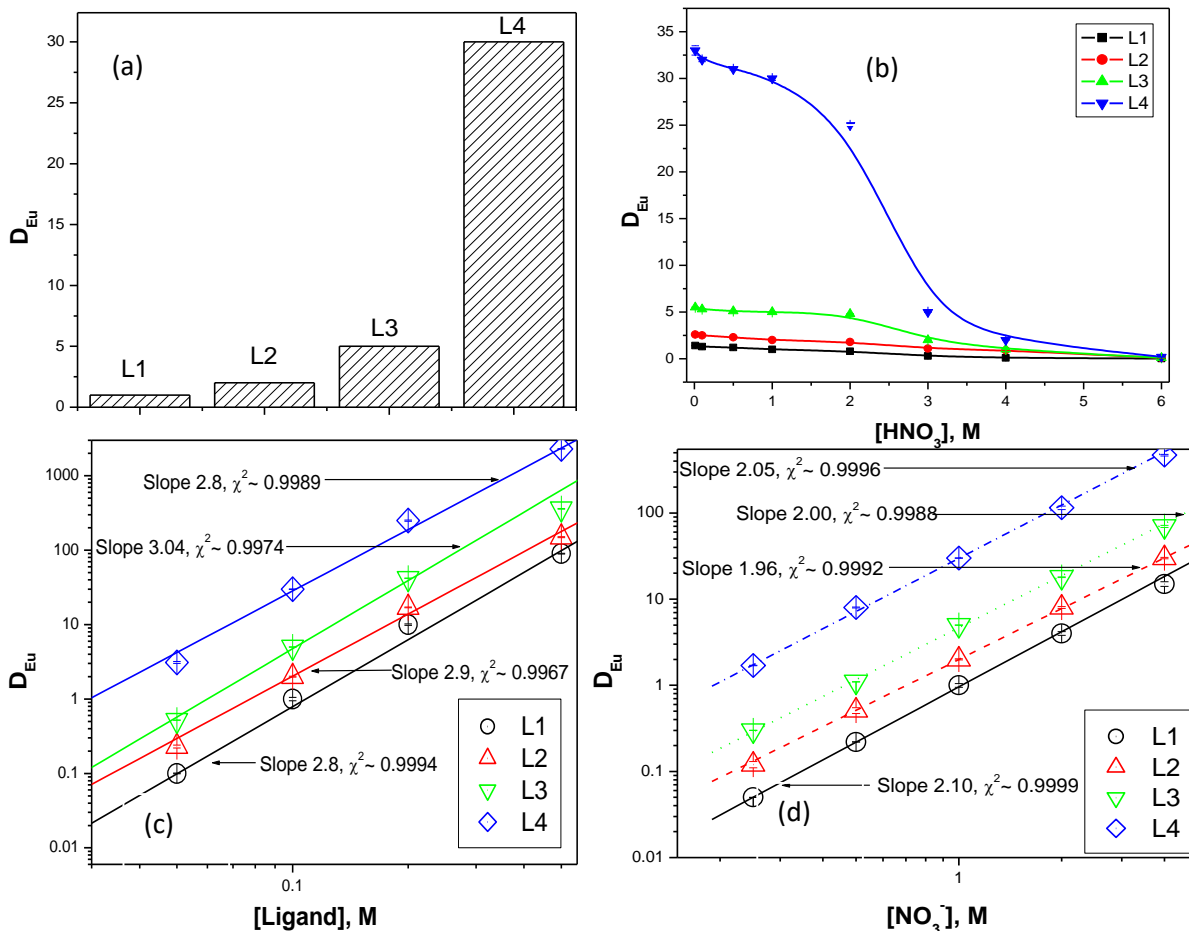 (a)
D_Eu
30
25
20
15
10
5
0
L1
L2
L3
L4
(b)
D_Eu
35
30
25
20
15
10
5
0
0
1
2
3
4
5
6
[HNO₃], M
L1
L2
L3
L4
(c)
D_Eu
1000
100
10
1
0.1
0.01
0.1
[Ligand], M
Slope 2.8, χ²~ 0.9989
Slope 3.04, χ²~ 0.9974
Slope 2.9, χ²~ 0.9967
Slope 2.8, χ²~ 0.9994
L1
L2
L3
L4
(d)
D_Eu
100
10
1
0.1
0.01
1
[NO₃⁻], M
Slope 2.05, χ²~ 0.9996
Slope 2.00, χ²~ 0.9988
Slope 1.96, χ²~ 0.9992
Slope 2.10, χ²~ 0.9999
L1
L2
L3
L4